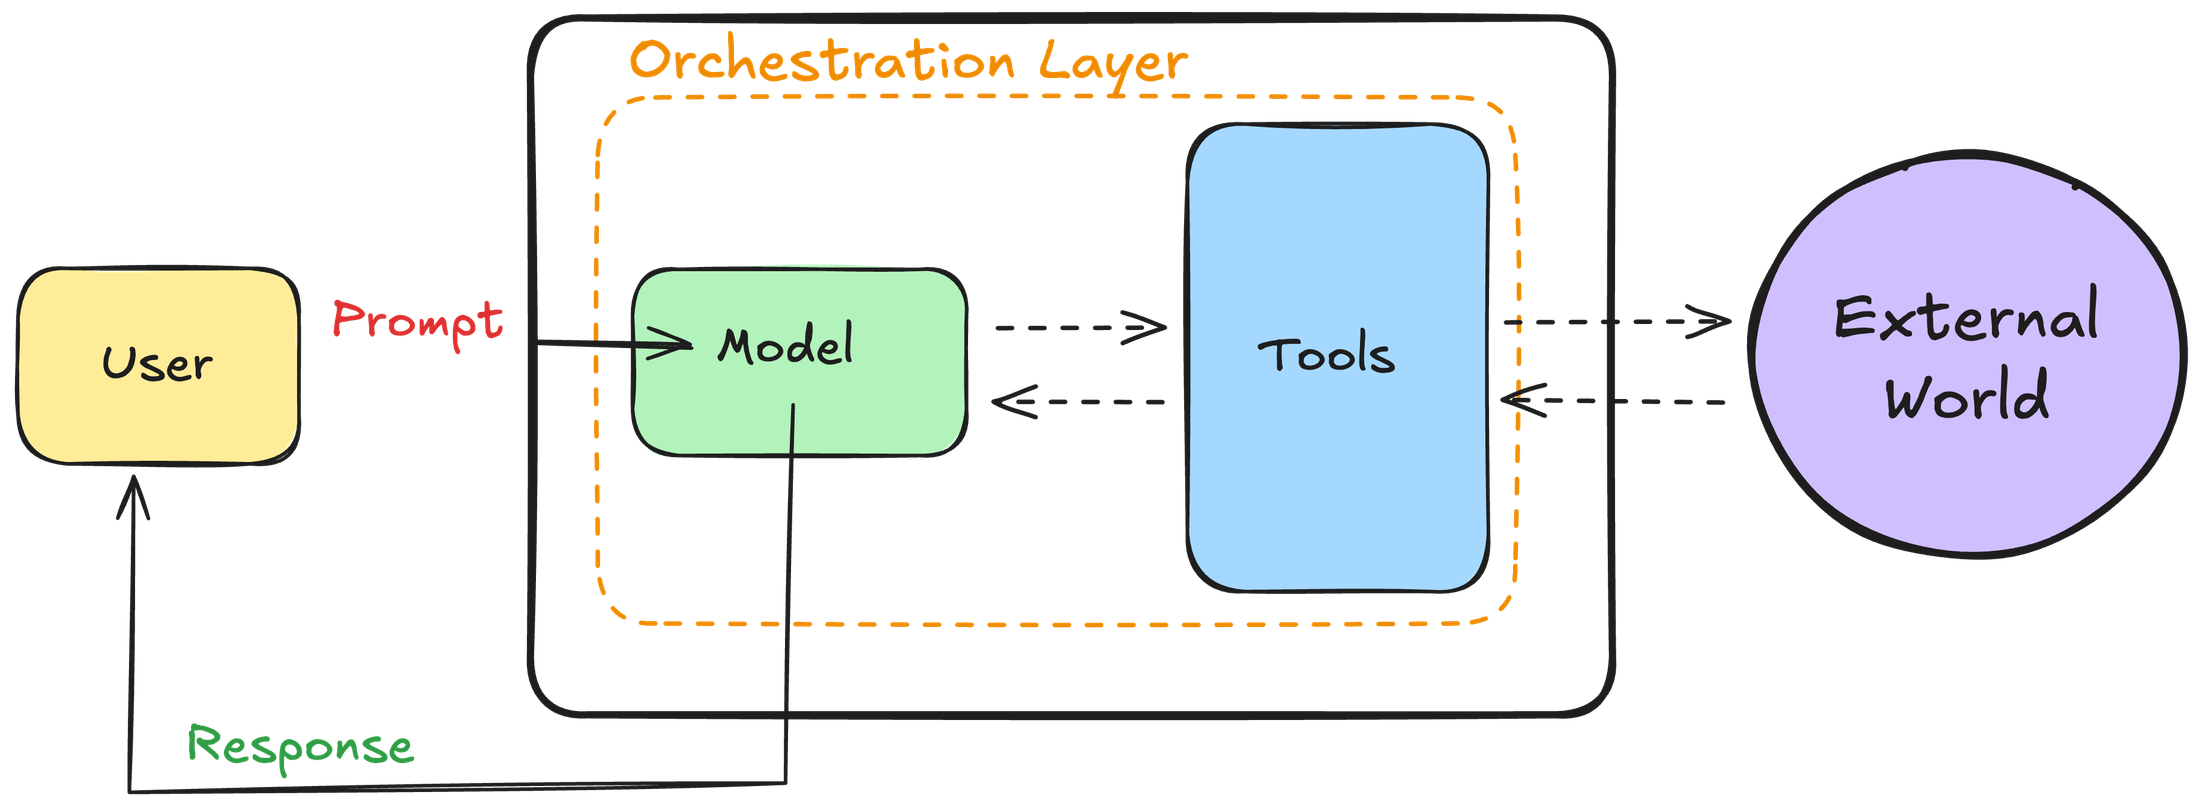 Orchestration Layer
User
Prompt
Model
Tools
External
World
Response